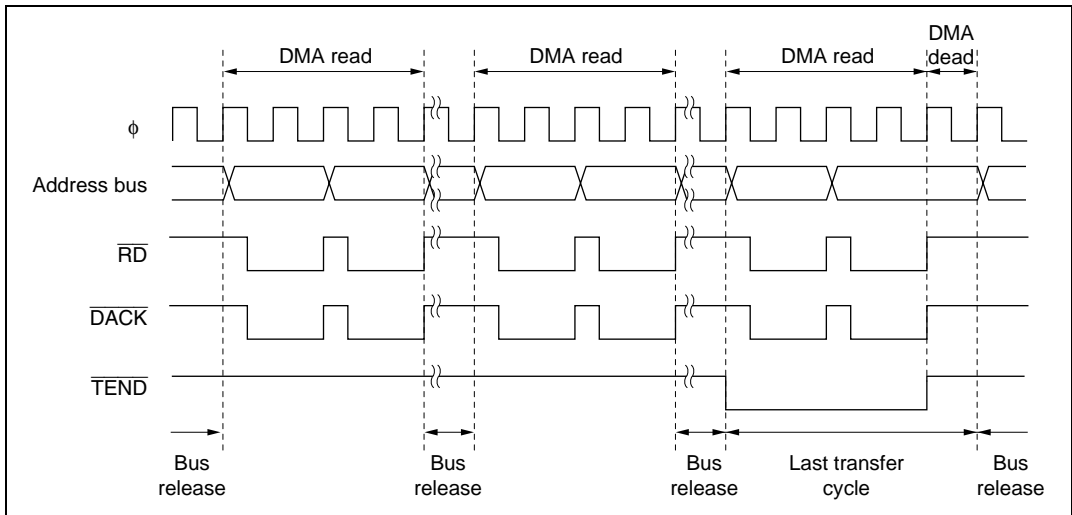 DMA read
DMA read
DMA read
DMA
dead
φ
Address bus
RD
DACK
TEND
Bus
release
Bus
release
Bus
release
Last transfer
cycle
Bus
release